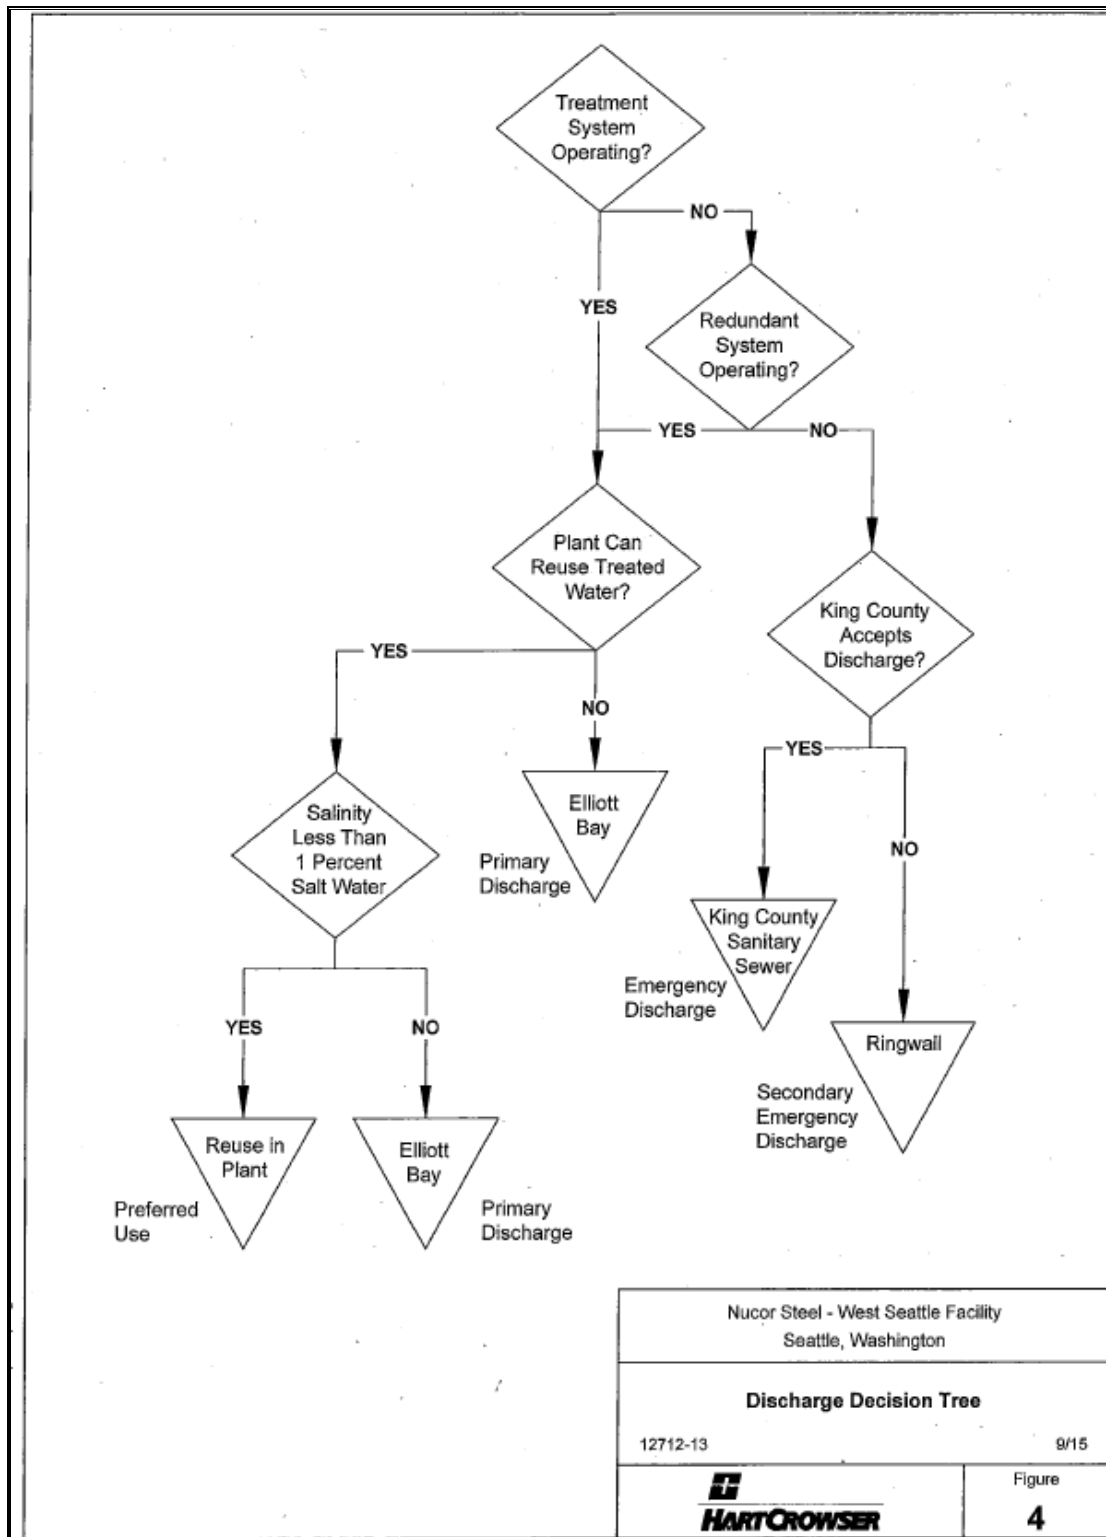 Treatment
System
Operating?
NO
YES
Redundant
System
Operating?
YES
NO
Plant Can
Reuse Treated
Water?
King County
Accepts
Discharge?
YES
NO
YES
NO
Salinity
Less Than
1 Percent
Salt Water
Elliott
Bay
Primary
Discharge
King County
Sanitary
Sewer
Emergency
Discharge
YES
NO
Ringwail
Secondary
Emergency
Discharge
Reuse in
Plant
Preferred
Use
Elliott
Bay
Primary
Discharge
Nucor Steel - West Seattle Facility
Seattle, Washington
Discharge Decision Tree
12712-13
9/15
HARTCROWSER
Figure
4